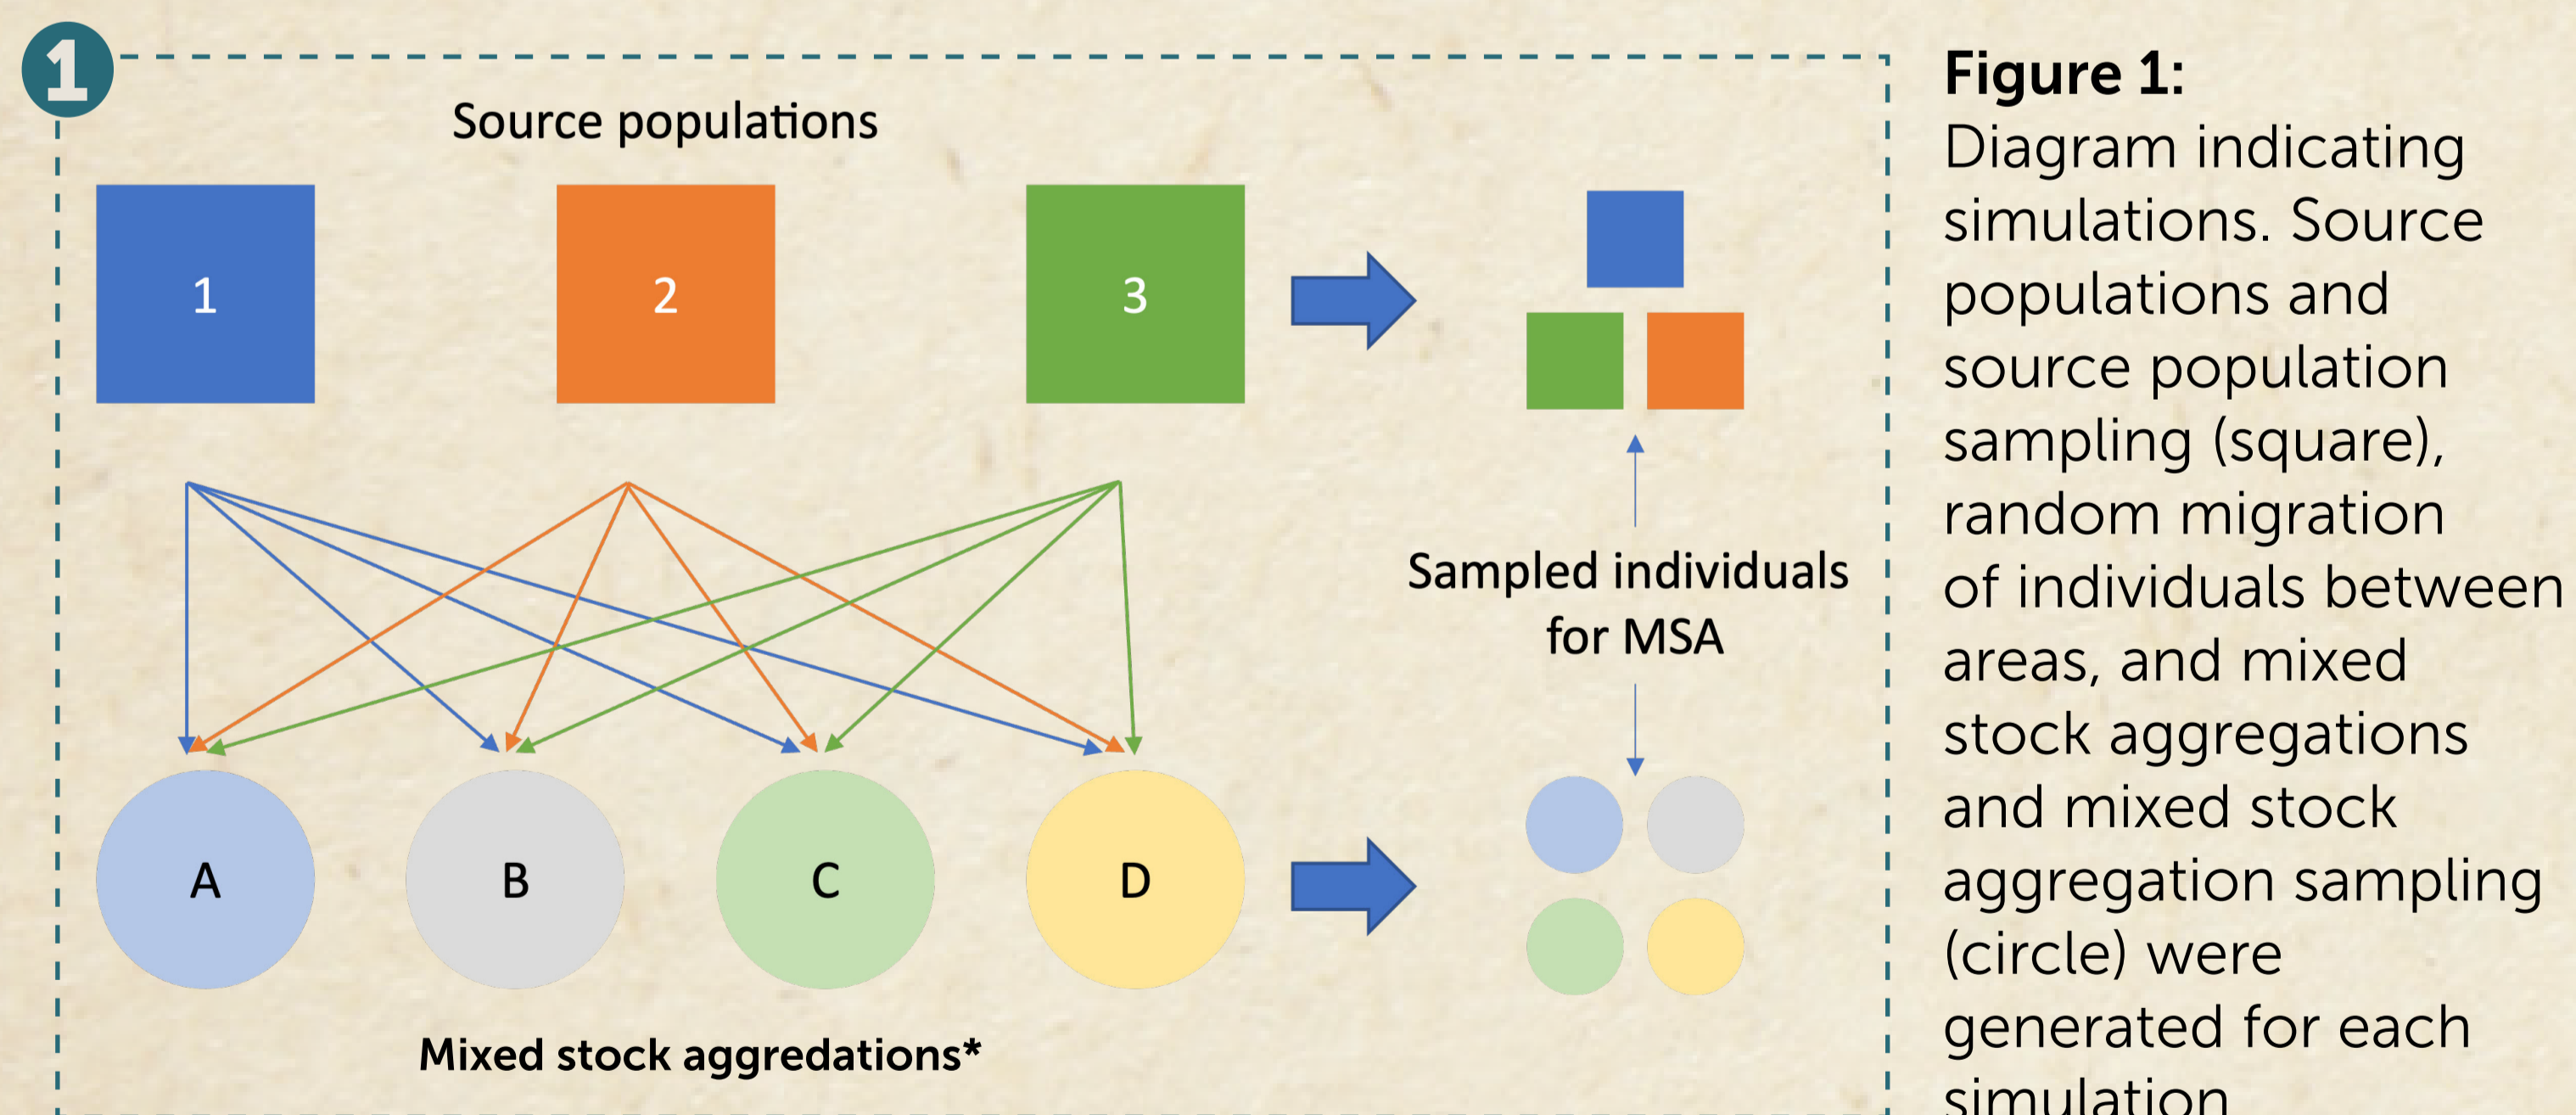 1
Source populations
1
2
3
Sampled individuals
for MSA
A
B
C
D
Mixed stock aggredations*
Figure 1:
Diagram indicating
simulations. Source
populations and
source population
sampling (square),
random migration
of individuals between
areas, and mixed
stock aggregations
and mixed stock
aggregation sampling
(circle) were
generated for each
simulation